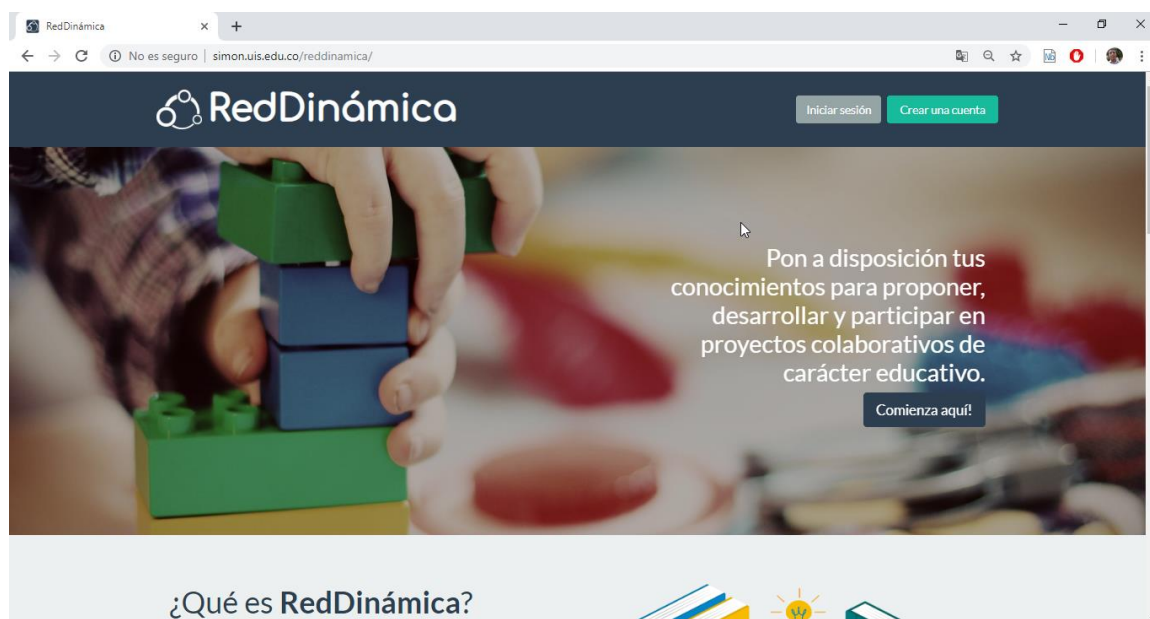 RedDinámica
No es seguro | simon.uis.edu.co/reddinamica/
RedDinámica
Iniciar sesión
Crear una cuenta
Pon a disposición tus
conocimientos para proponer,
desarrollar y participar en
proyectos colaborativos de
carácter educativo.
Comienza aquí!
¿Qué es RedDinámica?